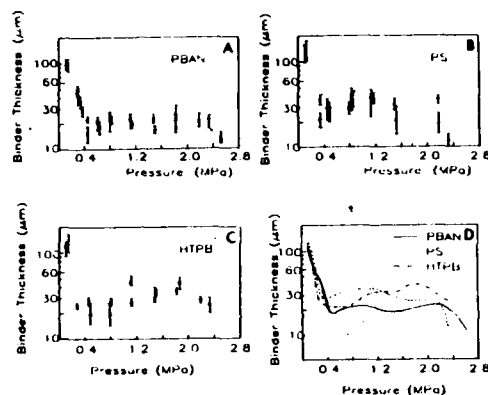 Binder Thickness (μm)
100
60
30
10
A
PBAN
0.4 1.2 2.0 2.8
Pressure (MPa)
Binder Thickness (μm)
100
60
30
10
B
PS
0.4 1.2 2.0 2.8
Pressure (MPa)
Binder Thickness (μm)
100
60
30
10
C
HTPB
0.4 1.2 2.0 2.8
Pressure (MPa)
Binder Thickness (μm)
100
60
30
10
D
PBAN
PS
HTPB
0.4 1.2 2.0 2.8
Pressure (MPa)